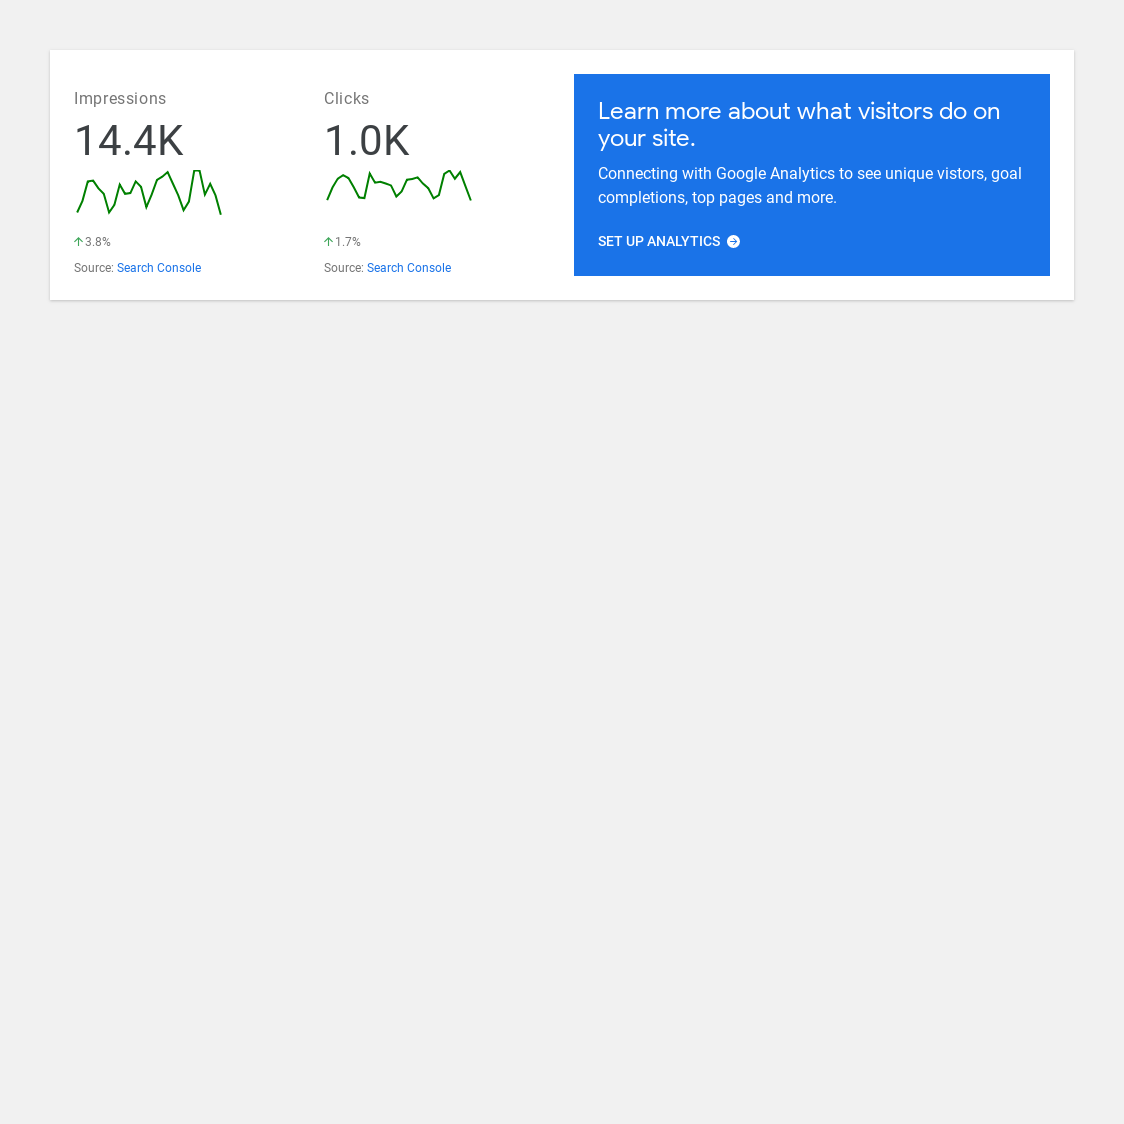 Impressions
14.4K
3.8%
Source: Search Console
Clicks
1.0K
1.7%
Source: Search Console
Learn more about what visitors do on
your site.
Connecting with Google Analytics to see unique vistors, goal
completions, top pages and more.
SET UP ANALYTICS